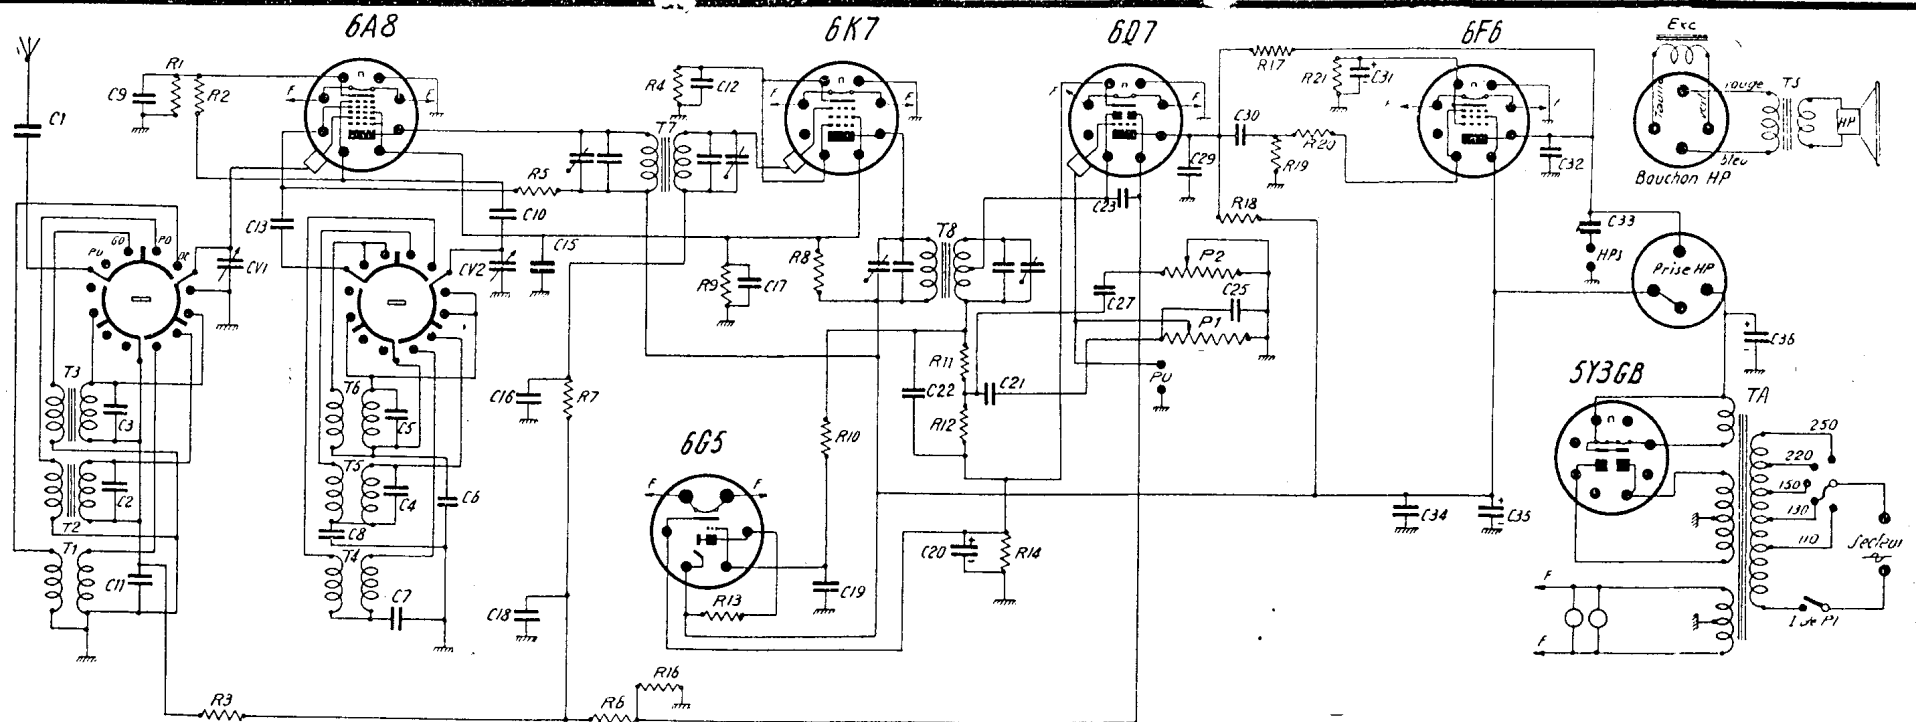 6A8
6K7
6Q7
6F6
Exc
R1
C9
R2
C1
F
F
R4
C12
F
F
T7
R5
F
R17
C30
R20
C29
R19
R21
C31
F
F
C32
jaune
vert
rouge
bleu
TS
HP
Bouchon HP
C13
C10
C15
CV1
CV2
PU
GO
PO
OC
R9
C17
R8
T8
C23
R18
P2
C27
C25
P1
PU
C33
HPS
Prise HP
C36
T3
C3
C2
T2
T1
C11
T6
C5
T5
C4
C6
C8
T4
C7
C16
R7
C18
R10
C22
R11
R12
C21
6G5
F
F
R13
C19
C20
R14
C34
C35
5Y3GB
TA
250
220
150
130
110
Secteur
I de P1
F
F
R3
R6
R16